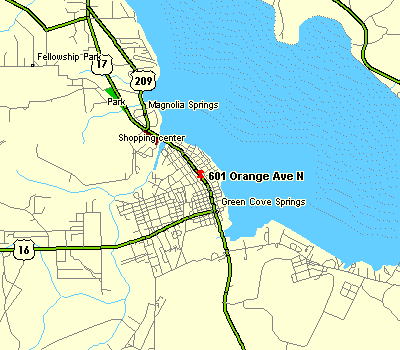 Fellowship Park
17
209
Park
Magnolia Springs
Shopping center
601 Orange Ave N
Green Cove Springs
16